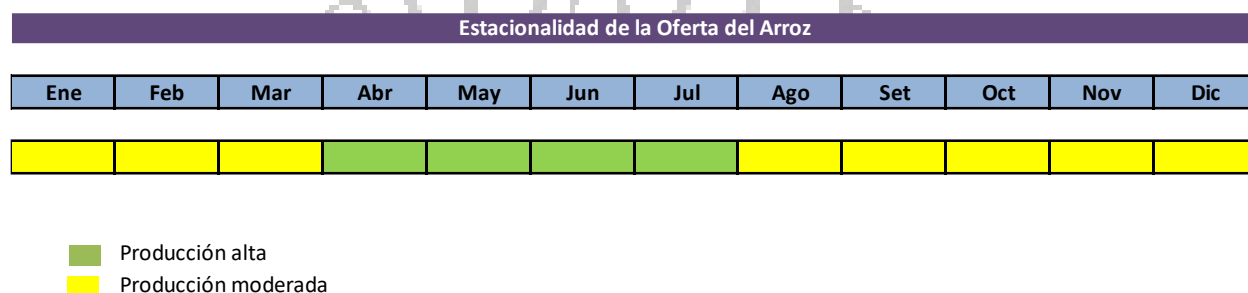 Estacionalidad de la Oferta del Arroz
Ene Feb Mar Abr May Jun Jul Ago Set Oct Nov Dic
Producción alta
Producción moderada